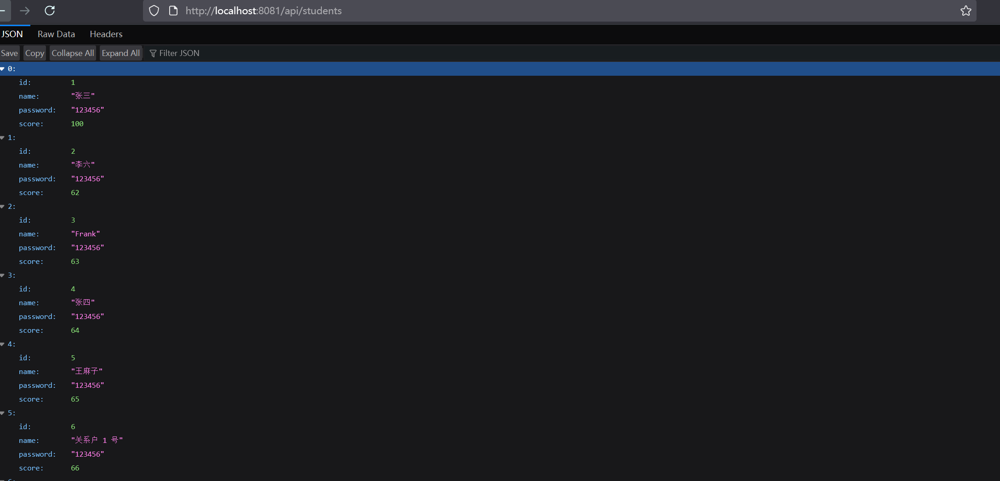 http://localhost:8081/api/students
JSON Raw Data Headers
Save Copy Collapse All Expand All Filter JSON
0:
id: 1
name: "张三"
password: "123456"
score: 100
1:
id: 2
name: "李六"
password: "123456"
score: 62
2:
id: 3
name: "Frank"
password: "123456"
score: 63
3:
id: 4
name: "张四"
password: "123456"
score: 64
4:
id: 5
name: "王麻子"
password: "123456"
score: 65
5:
id: 6
name: "关系户 1 号"
password: "123456"
score: 66